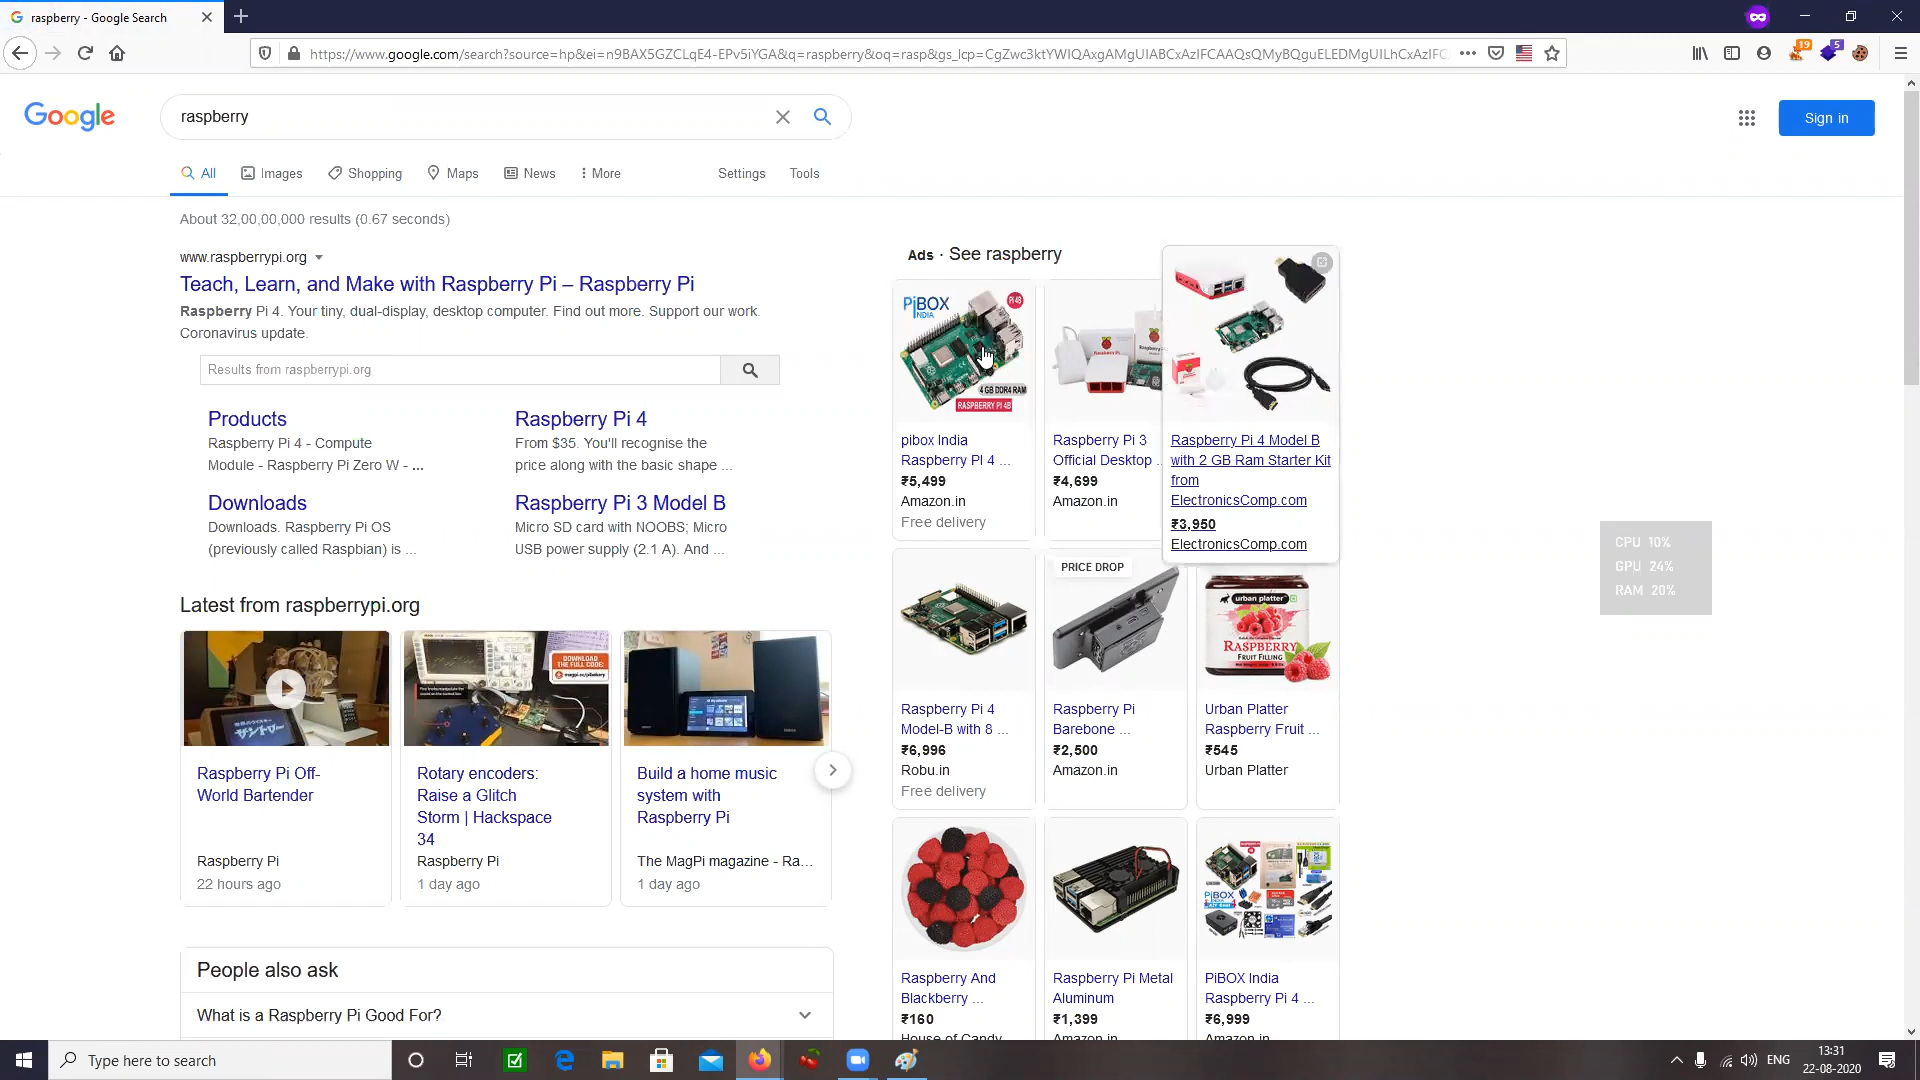 raspberry - Google Search
https://www.google.com/search?source=hp&ei=n9BAX5GZCLqE4-EPv5iYGA&q=raspberry&oq=rasp&gs_lcp=CgZwc3ktYWIQAxgAMgUIABCxAzIFCAAQsQMyBQguELEDMgUILhCxAzIFC
19
5
Google
raspberry
Sign in
All
Images
Shopping
Maps
News
More
Settings
Tools
About 32,00,00,000 results (0.67 seconds)
www.raspberrypi.org
Teach, Learn, and Make with Raspberry Pi – Raspberry Pi
Raspberry Pi 4. Your tiny, dual-display, desktop computer. Find out more. Support our work.
Coronavirus update.
Results from raspberrypi.org
Products
Raspberry Pi 4 - Compute
Module - Raspberry Pi Zero W - ...
Raspberry Pi 4
From $35. You'll recognise the
price along with the basic shape ...
Downloads
Downloads. Raspberry Pi OS
(previously called Raspbian) is ...
Raspberry Pi 3 Model B
Micro SD card with NOOBS; Micro
USB power supply (2.1 A). And ...
Latest from raspberrypi.org
DOWNLOAD
THE FULL CODE:
Raspberry Pi Off-
World Bartender
Raspberry Pi
22 hours ago
Rotary encoders:
Raise a Glitch
Storm | Hackspace
34
Raspberry Pi
1 day ago
Build a home music
system with
Raspberry Pi
The MagPi magazine - Ra...
1 day ago
People also ask
What is a Raspberry Pi Good For?
Ads · See raspberry
PiBOX
INDIA
PI 4B
4 GB DDR4 RAM
RASPBERRY PI 4B
pibox India
Raspberry PI 4 ...
₹5,499
Amazon.in
Free delivery
Raspberry Pi 3
Official Desktop ..
₹4,699
Amazon.in
Raspberry Pi 4 Model B
with 2 GB Ram Starter Kit
from
ElectronicsComp.com
₹3,950
ElectronicsComp.com
Raspberry Pi 4
Model-B with 8 ...
₹6,996
Robu.in
Free delivery
PRICE DROP
Raspberry Pi
Barebone ...
₹2,500
Amazon.in
urban platter
RASPBERRY
FRUIT FILLING
Urban Platter
Raspberry Fruit ...
₹545
Urban Platter
Raspberry And
Blackberry ...
₹160
House of Candy
Raspberry Pi Metal
Aluminum
₹1,399
Amazon.in
PiBOX
INDIA
PiBOX India
Raspberry Pi 4 ...
₹6,999
Amazon.in
CPU 10%
GPU 24%
RAM 20%
Type here to search
ENG
13:31
22-08-2020